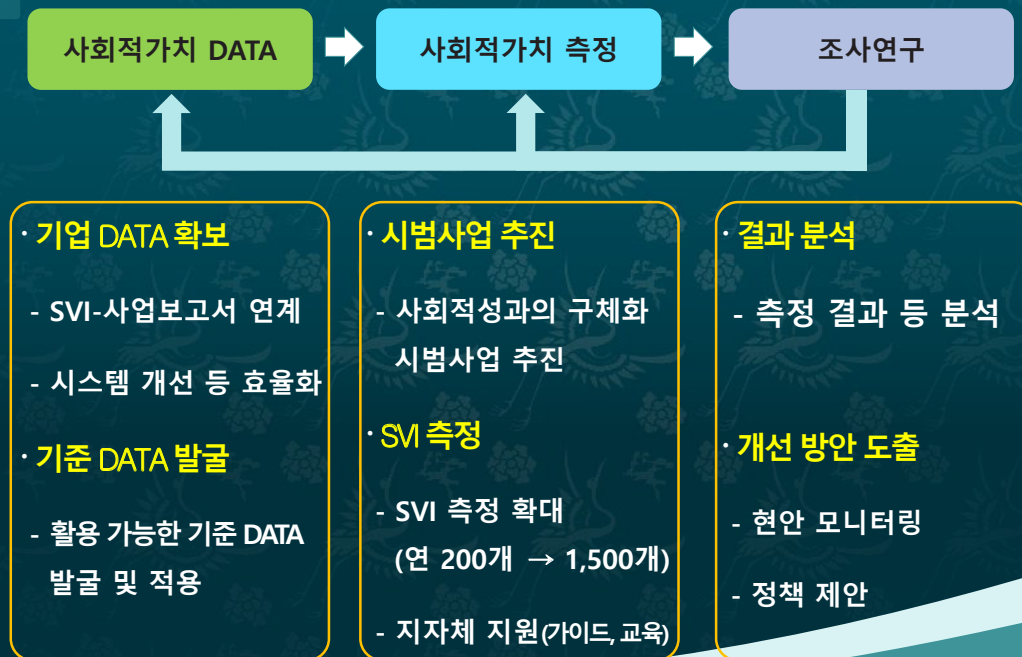 사회적가치 DATA
사회적가치 측정
조사연구
· 기업 DATA 확보
- SVI-사업보고서 연계
- 시스템 개선 등 효율화
· 기준 DATA 발굴
- 활용 가능한 기준 DATA
발굴 및 적용
· 시범사업 추진
- 사회적성과의 구체화
시범사업 추진
· SVI 측정
- SVI 측정 확대
(연 200개 → 1,500개)
- 지자체 지원(가이드, 교육)
· 결과 분석
- 측정 결과 등 분석
· 개선 방안 도출
- 현안 모니터링
- 정책 제안